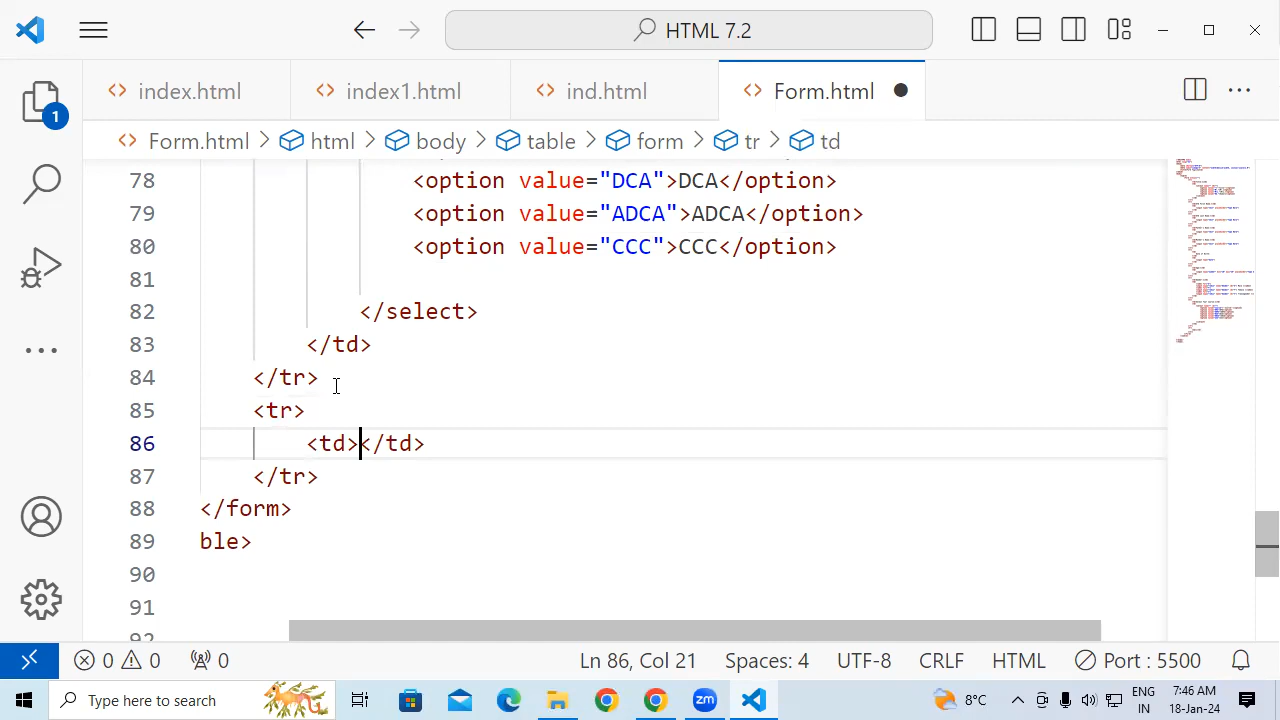 HTML 7.2
index.html
index1.html
ind.html
Form.html
1
Form.html > html > body > table > form > tr > td
78 <option value="DCA">DCA</option>
79 <option value="ADCA">ADCA</option>
80 <option value="CCC">CCC</option>
81
82 </select>
83 </td>
84 </tr>
85 <tr>
86 <td></td>
87 </tr>
88 </form>
89 ble>
90
91
92
0 0 0 Ln 86, Col 21 Spaces: 4 UTF-8 CRLF HTML Port : 5500
Type here to search
zm
8°C
ENG
IN
7:46 AM
18-Jan-24